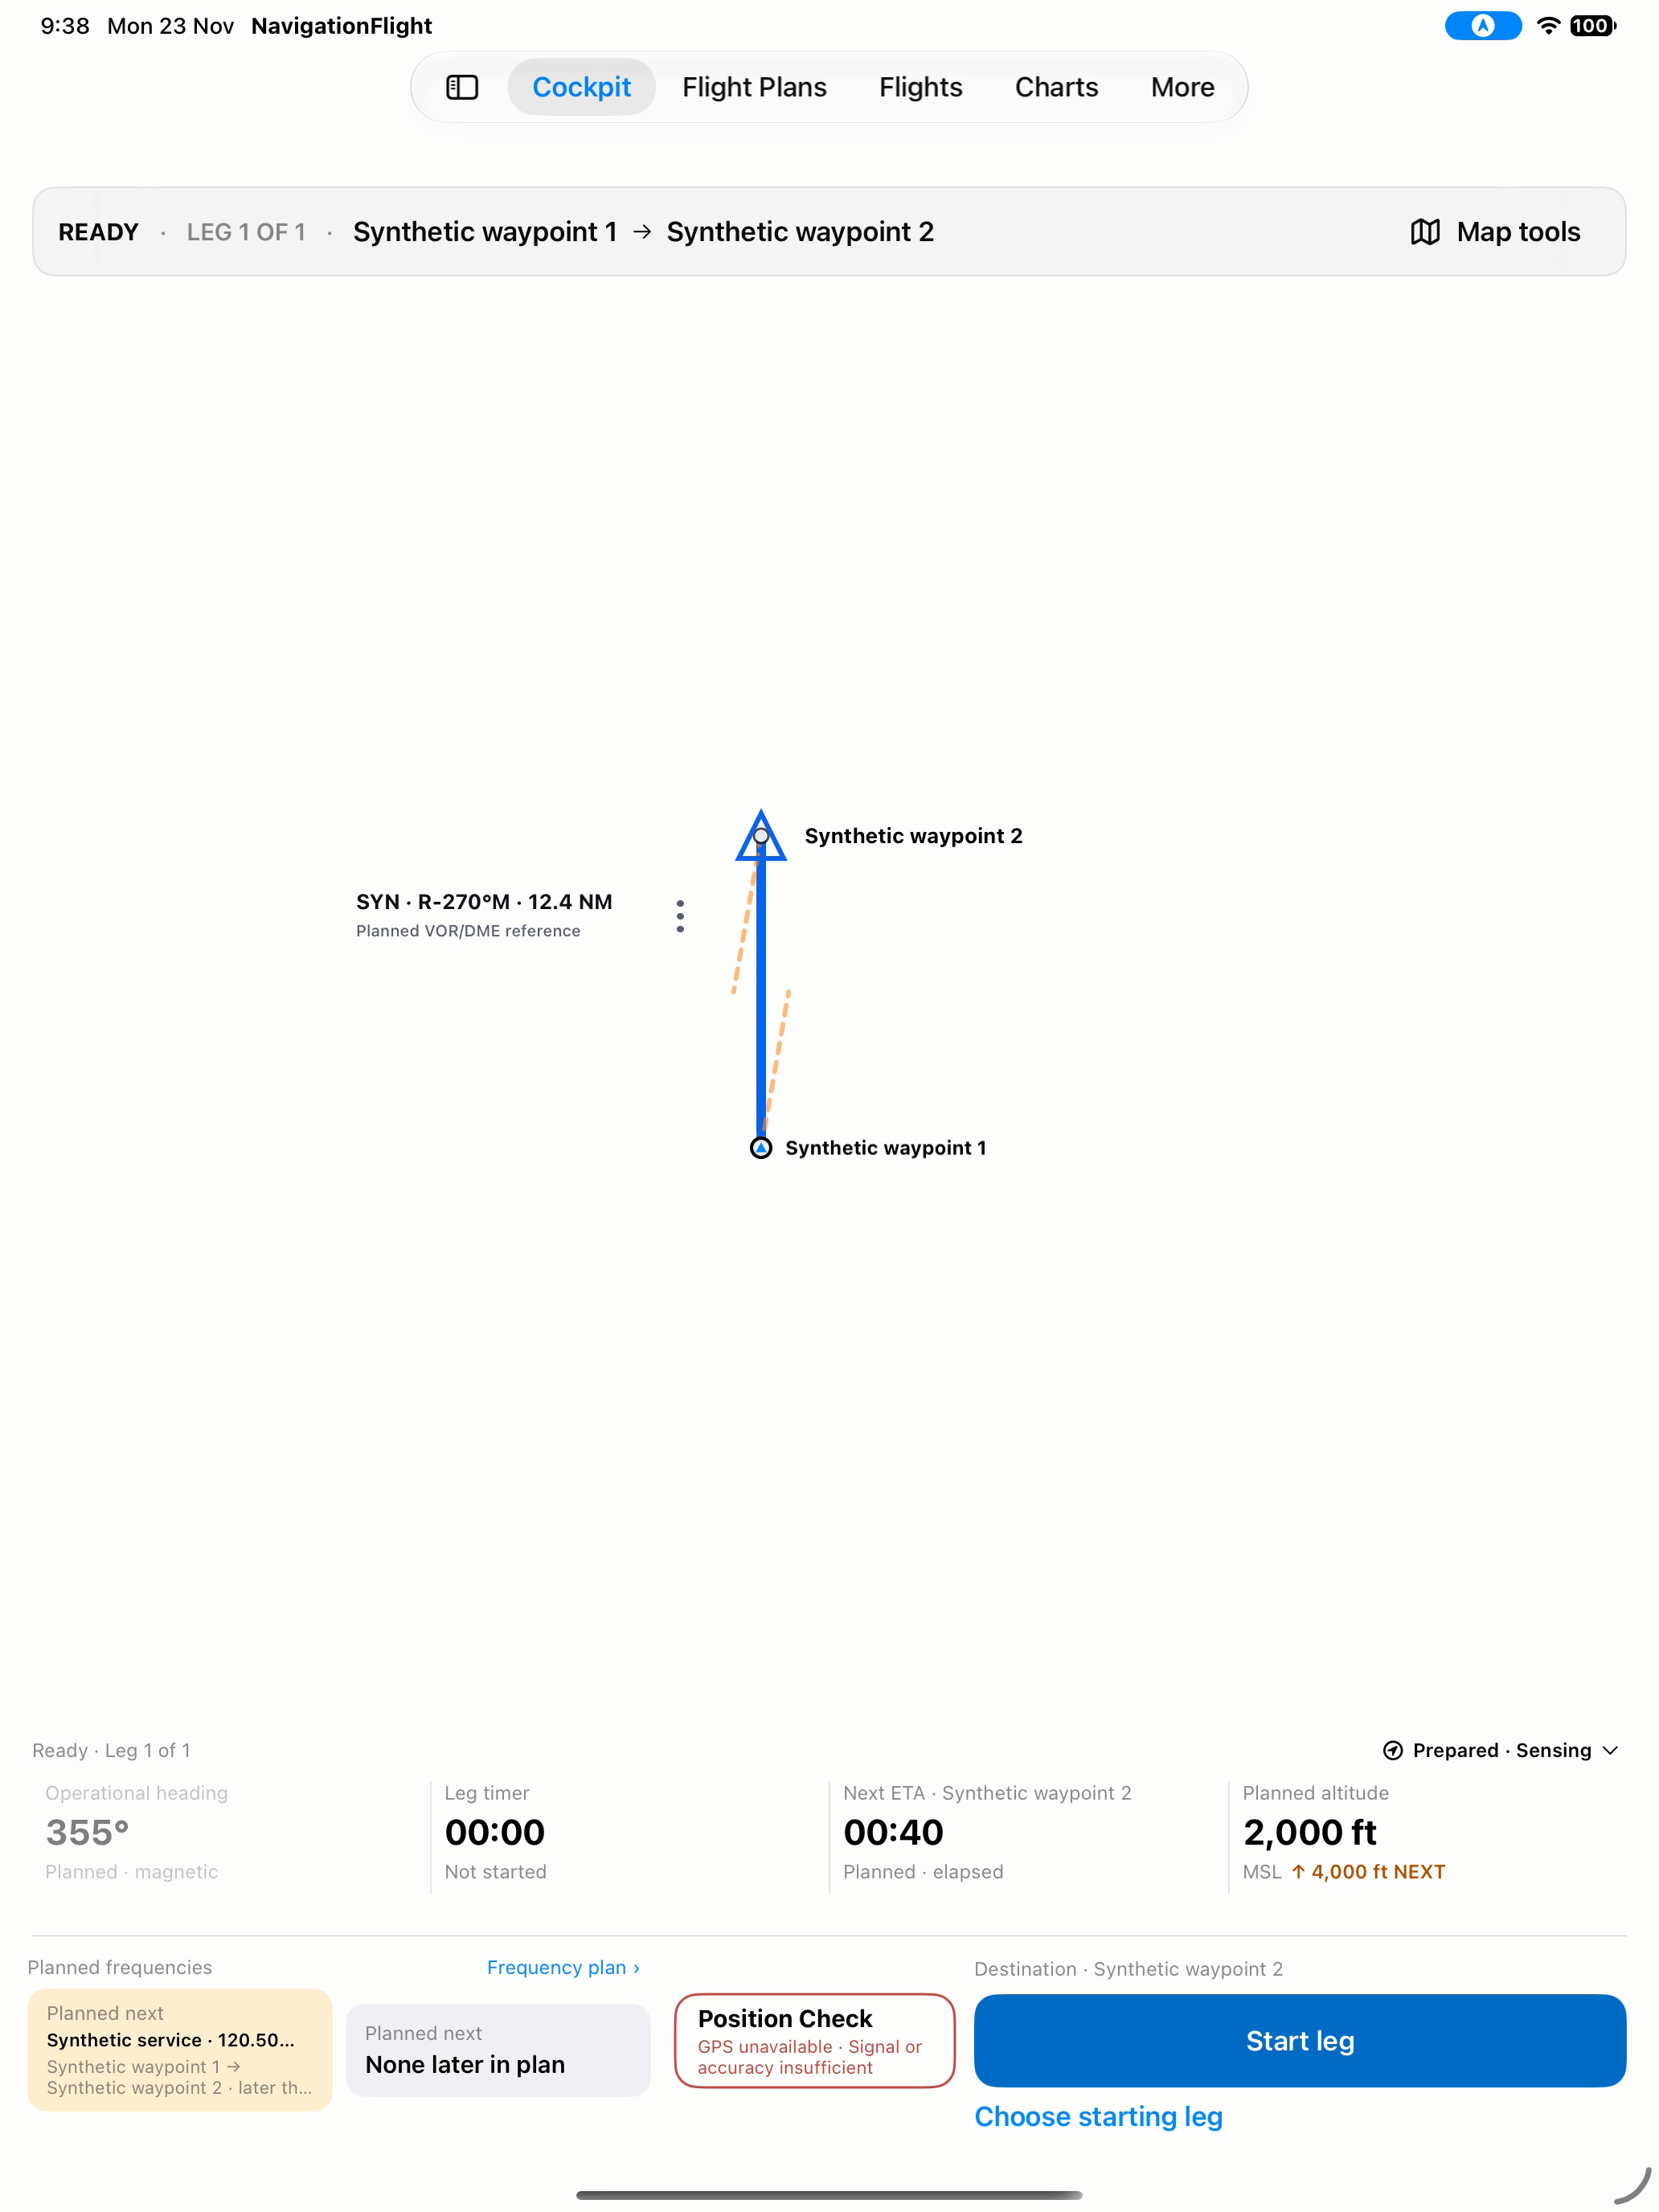 9:38 Mon 23 Nov NavigationFlight 100
Cockpit Flight Plans Flights Charts More
READY · LEG 1 OF 1 · Synthetic waypoint 1 → Synthetic waypoint 2 Map tools
Synthetic waypoint 2
SYN · R-270°M · 12.4 NM
Planned VOR/DME reference
Synthetic waypoint 1
Ready · Leg 1 of 1 Prepared · Sensing
Operational heading
355°
Planned · magnetic
Leg timer
00:00
Not started
Next ETA · Synthetic waypoint 2
00:40
Planned · elapsed
Planned altitude
2,000 ft
MSL ↑ 4,000 ft NEXT
Planned frequencies Frequency plan ›
Planned next
Synthetic service · 120.50...
Synthetic waypoint 1 →
Synthetic waypoint 2 · later th...
Planned next
None later in plan
Position Check
GPS unavailable · Signal or
accuracy insufficient
Destination · Synthetic waypoint 2
Start leg
Choose starting leg